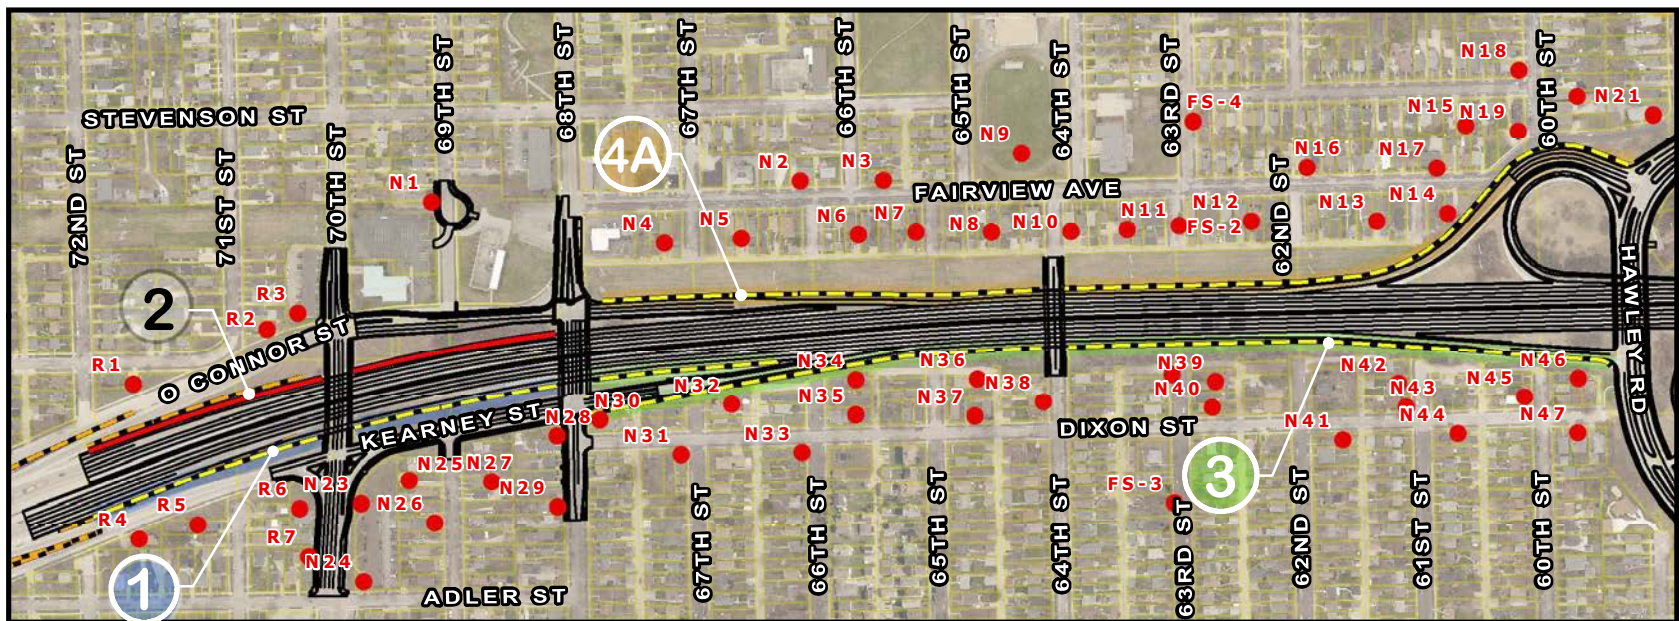 N18
60TH ST
69TH ST
68TH ST
67TH ST
66TH ST
65TH ST
64TH ST
63RD ST
STEVENSON ST
FS-4
N15
N19
N21
N9
4A
72ND ST
71ST ST
70TH ST
N1
N2
N3
62ND ST
N16
N17
FAIRVIEW AVE
N4
N5
N6
N7
N8
N10
N11
N12
FS-2
N13
N14
HAWLEY RD
2
R3
R2
R1
O CONNOR ST
N34
N36
N39
N42
N46
N32
N38
N40
N43
N45
N28
N30
N35
N37
N41
N44
N47
KEARNEY ST
N31
N33
DIXON ST
N25
N27
R6
N23
N29
FS-3
3
R5
R4
N26
R7
N24
1
ADLER ST
67TH ST
66TH ST
65TH ST
64TH ST
63RD ST
62ND ST
61ST ST
60TH ST